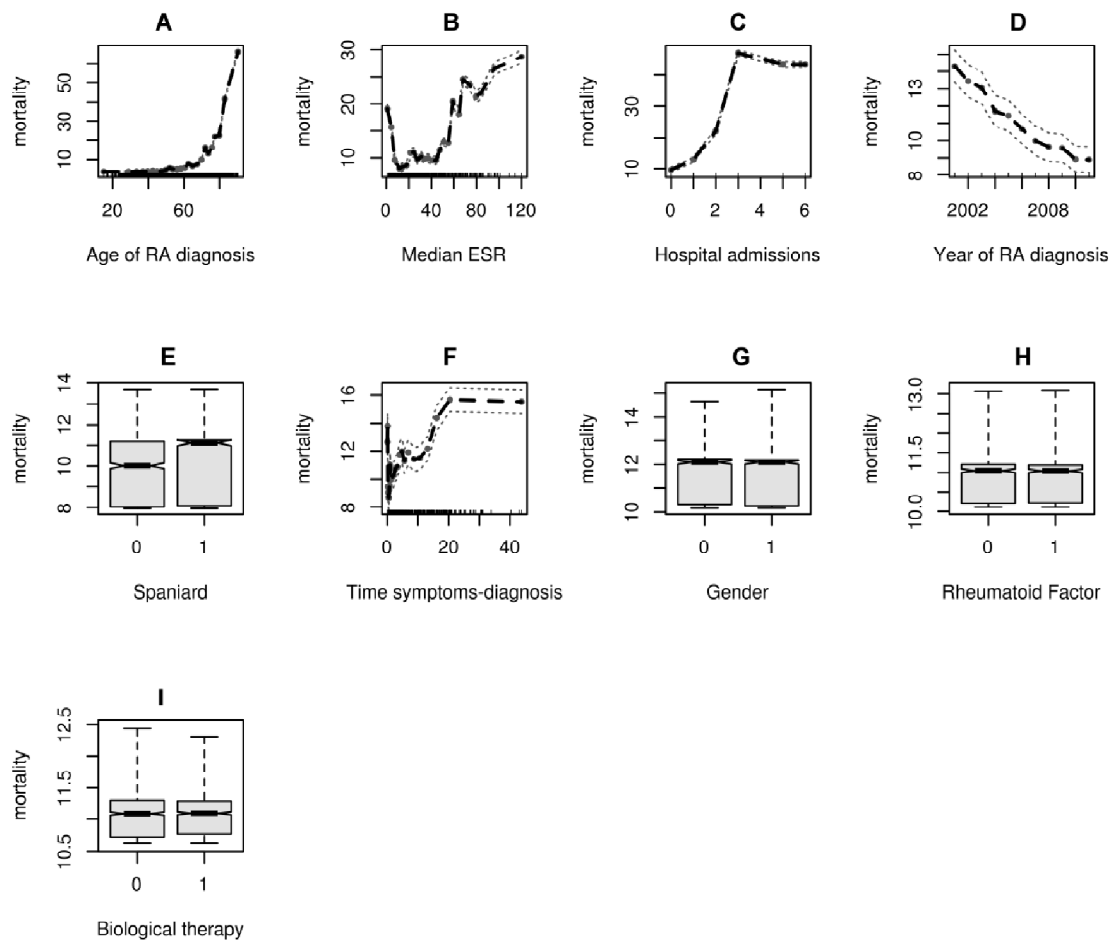 A
mortality
10 30 50
20 60
Age of RA diagnosis
B
mortality
10 20 30
0 40 80 120
Median ESR
C
mortality
10 30
0 2 4 6
Hospital admissions
D
mortality
8 10 13
2002 2008
Year of RA diagnosis
E
mortality
8 10 11 12 14
0 1
Spaniard
F
mortality
8 12 16
0 20 40
Time symptoms-diagnosis
G
mortality
10 12 14
0 1
Gender
H
mortality
10.0 11.5 13.0
0 1
Rheumatoid Factor
I
mortality
10.5 11.5 12.5
0 1
Biological therapy